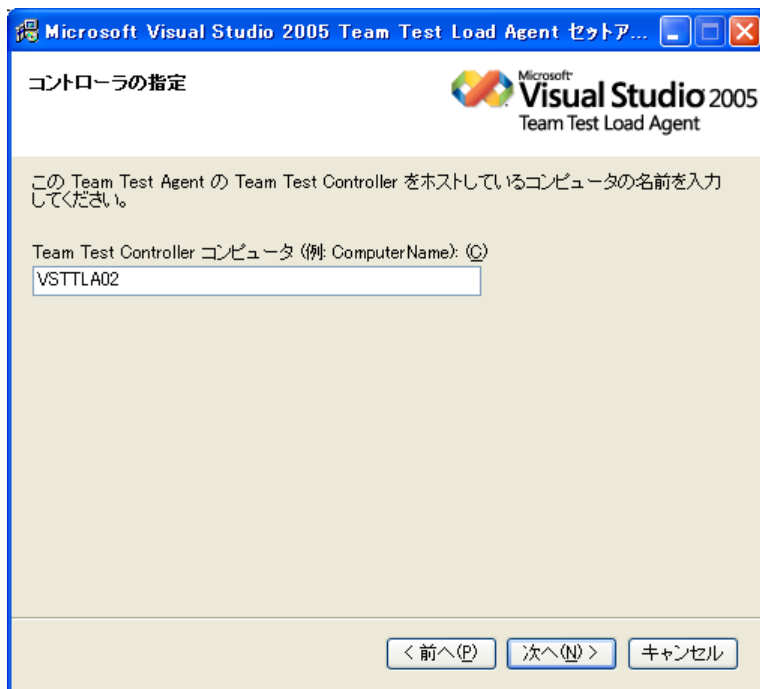 Microsoft Visual Studio 2005 Team Test Load Agent セットア...
コントローラの指定
Microsoft
Visual Studio 2005
Team Test Load Agent
この Team Test Agent の Team Test Controller をホストしているコンピュータの名前を入力
してください。
Team Test Controller コンピュータ (例: ComputerName): (C)
VSTTLA02
< 前へ(P)
次へ(N) >
キャンセル